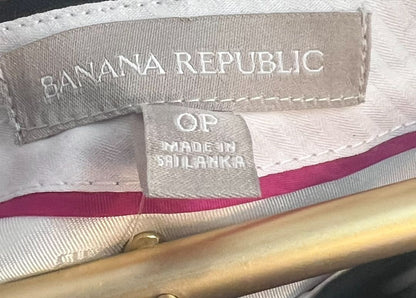 BANANA REPUBLIC
0P
MADE IN
SRI LANKA